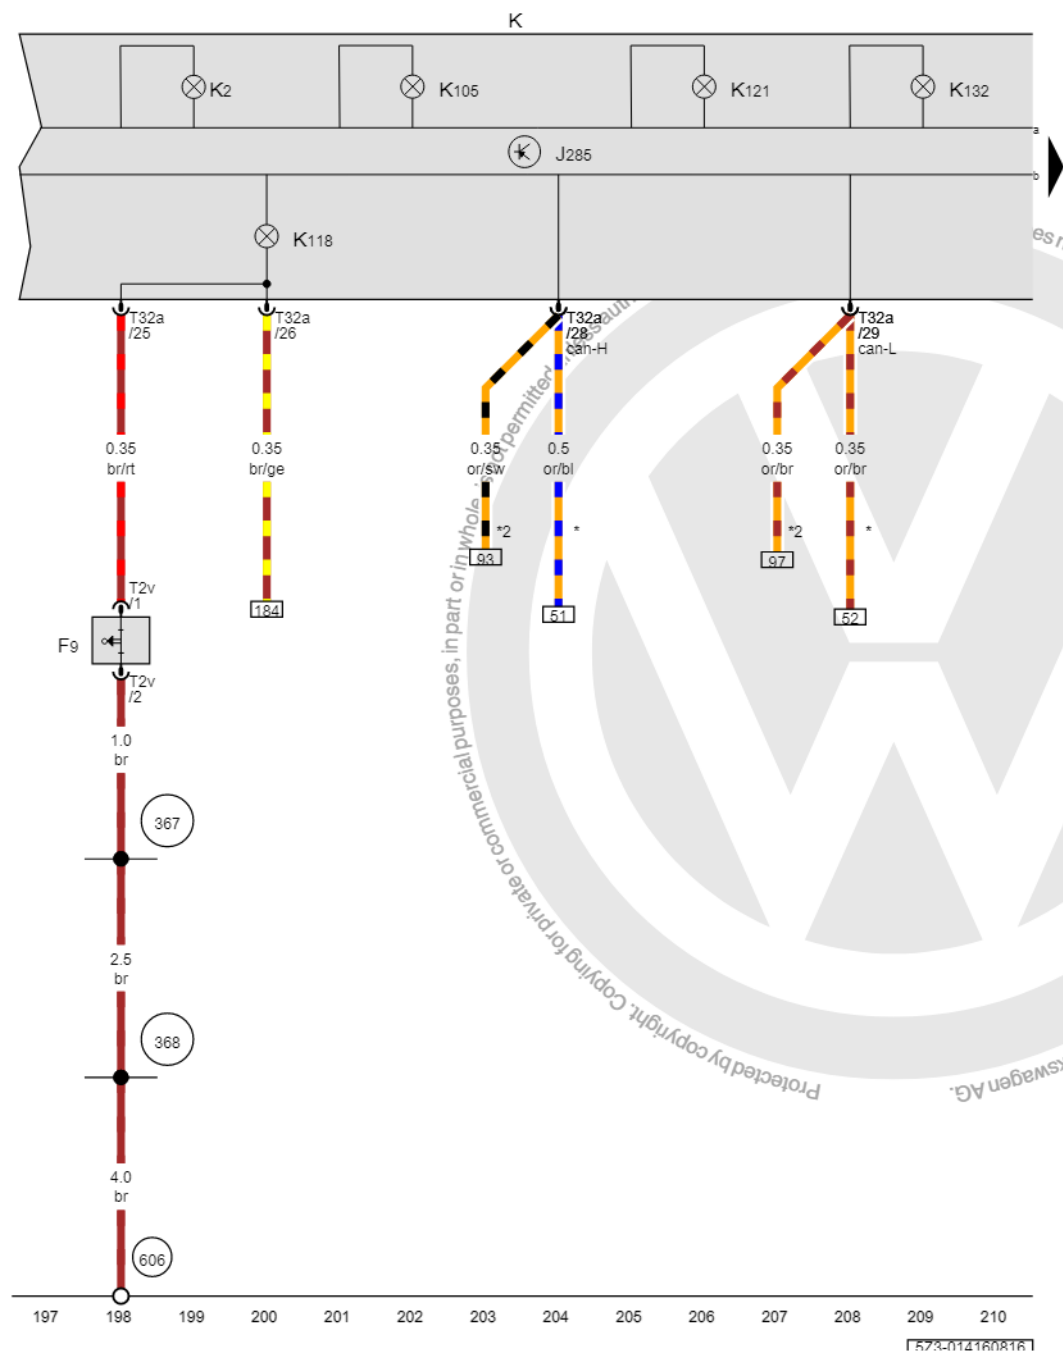 K
K2
K105
K121
K132
a
J285
b
K118
T32a
/25
T32a
/26
T32a
/28
can-H
T32a
/29
can-L
0.35
br/rt
0.35
br/ge
0.35
or/sw
0.5
or/bl
0.35
or/br
0.35
or/br
*2
*
*2
*
93
97
184
51
52
T2v
/1
F9
T2v
/2
1.0
br
367
2.5
br
368
4.0
br
606
197 198 199 200 201 202 203 204 205 206 207 208 209 210
573-014160816
Protected by copyright. Copying for private or commercial purposes, in part or in whole, is not permitted
AG.